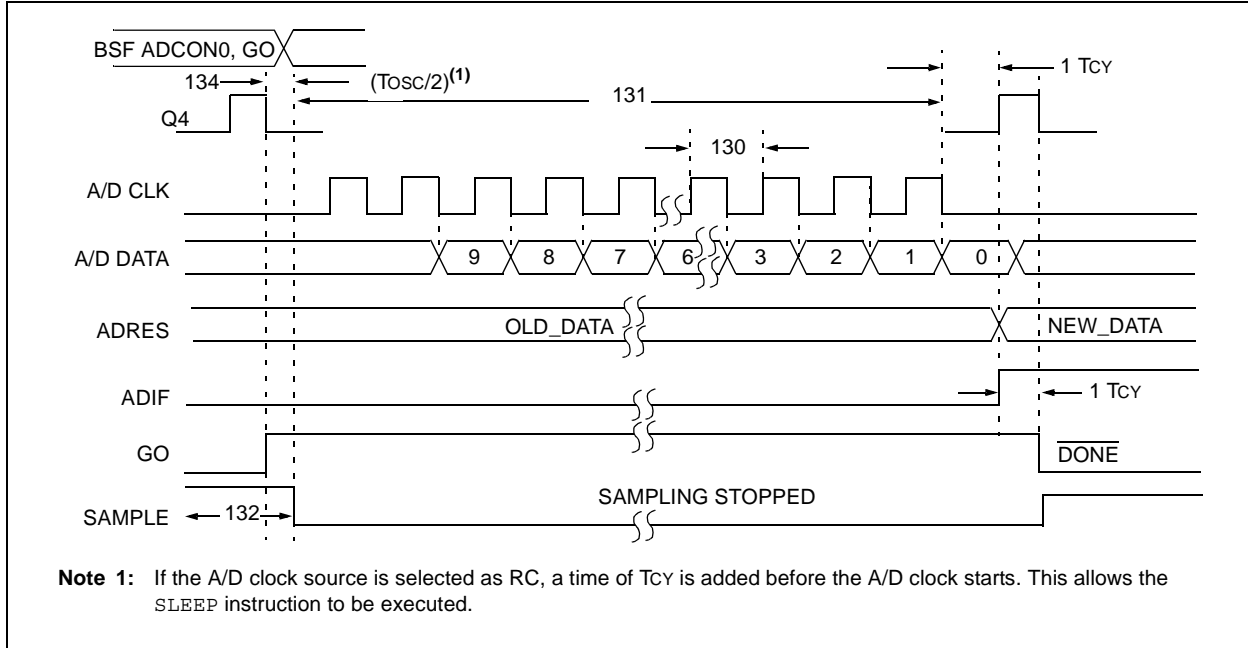 BSF ADCON0, GO
134 (TOSC/2)(1) 131 1 TCY
Q4
130
A/D CLK
A/D DATA 9 8 7 6 3 2 1 0
ADRES OLD_DATA NEW_DATA
ADIF 1 TCY
GO DONE
SAMPLING STOPPED
SAMPLE 132
Note 1: If the A/D clock source is selected as RC, a time of TCY is added before the A/D clock starts. This allows the
SLEEP instruction to be executed.